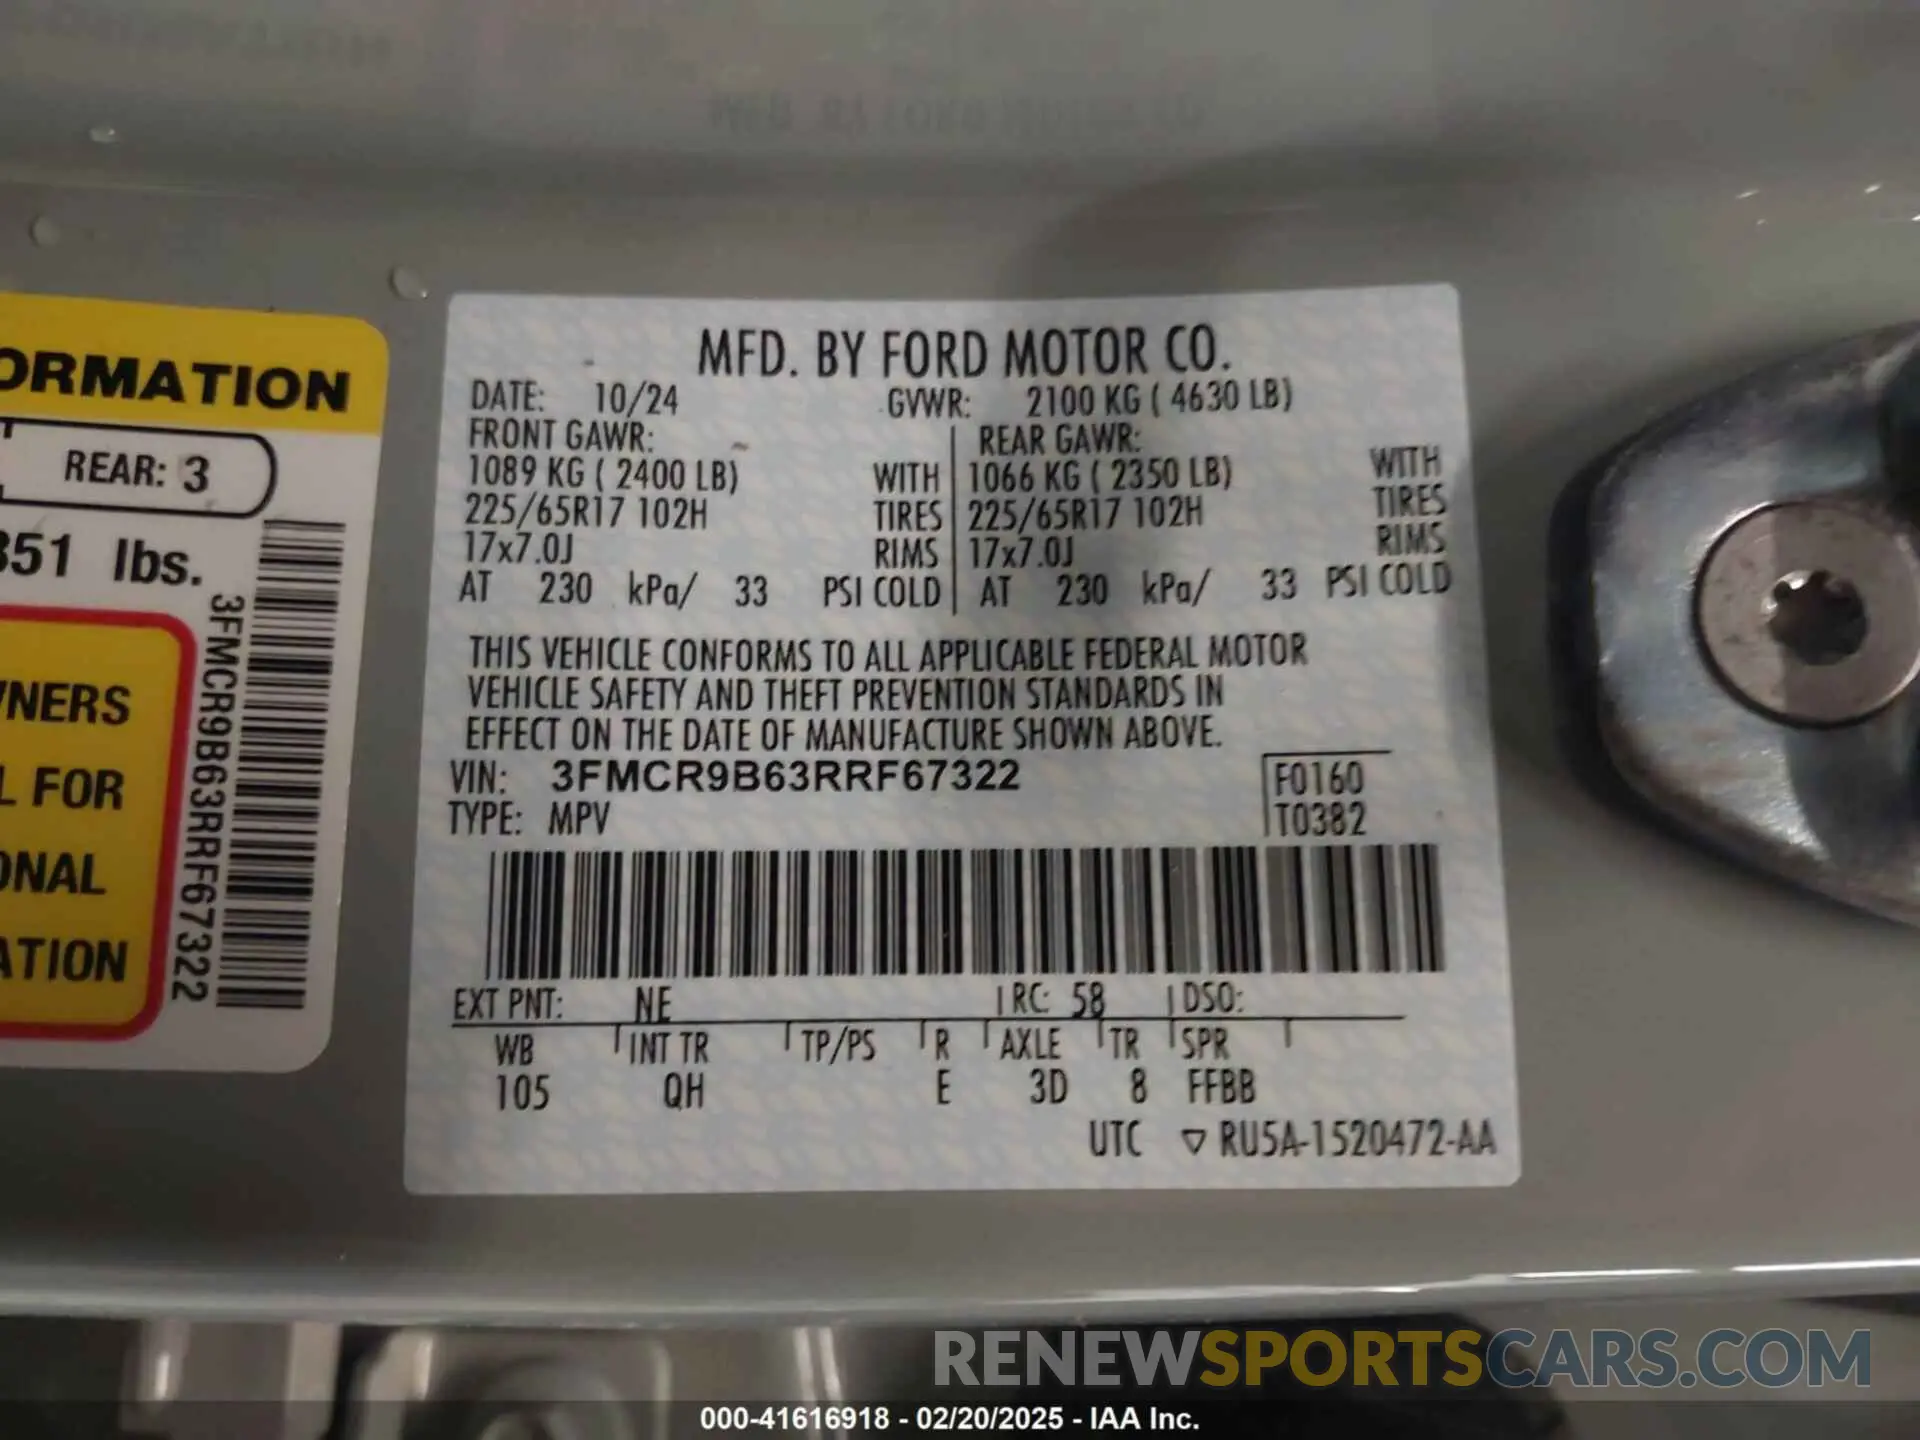 ORMATION
REAR: 3
351 lbs.
NERS
L FOR
ONAL
ATION
3FMCR9B63RRF67322
MFD. BY FORD MOTOR CO.
DATE: 10/24 GVWR: 2100 KG ( 4630 LB)
FRONT GAWR: REAR GAWR:
1089 KG ( 2400 LB) WITH 1066 KG ( 2350 LB) WITH
225/65R17 102H TIRES 225/65R17 102H TIRES
17x7.0J RIMS 17x7.0J RIMS
AT 230 kPa/ 33 PSI COLD AT 230 kPa/ 33 PSI COLD
THIS VEHICLE CONFORMS TO ALL APPLICABLE FEDERAL MOTOR
VEHICLE SAFETY AND THEFT PREVENTION STANDARDS IN
EFFECT ON THE DATE OF MANUFACTURE SHOWN ABOVE.
VIN: 3FMCR9B63RRF67322 F0160
TYPE: MPV T0382
EXT PNT: NE RC: 58 DSO:
WB INT TR TP/PS R AXLE TR SPR
105 QH E 3D 8 FFBB
UTC ▽ RU5A-1520472-AA
RENEWSPORTSCARS.COM
000-41616918 - 02/20/2025 - IAA Inc.